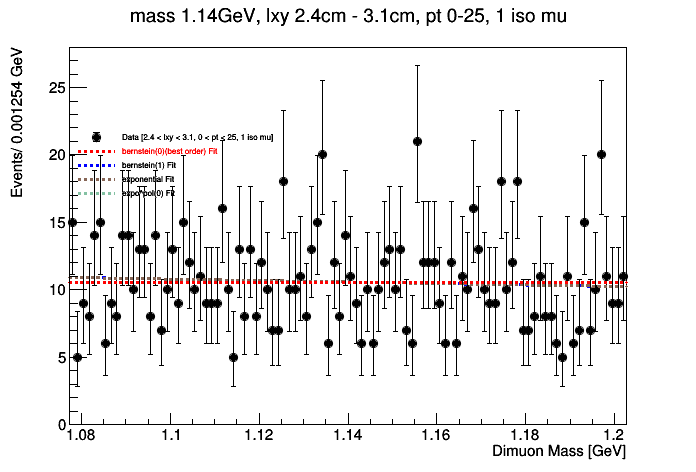 mass 1.14GeV, lxy 2.4cm - 3.1cm, pt 0-25, 1 iso mu
Events/ 0.001254 GeV
25
20
15
10
5
0
Data [2.4 < lxy < 3.1, 0 < pt < 25, 1 iso mu]
bernstein(0)(best order) Fit
bernstein(1) Fit
exponential Fit
expo*pol(0) Fit
1.08 1.1 1.12 1.14 1.16 1.18 1.2
Dimuon Mass [GeV]